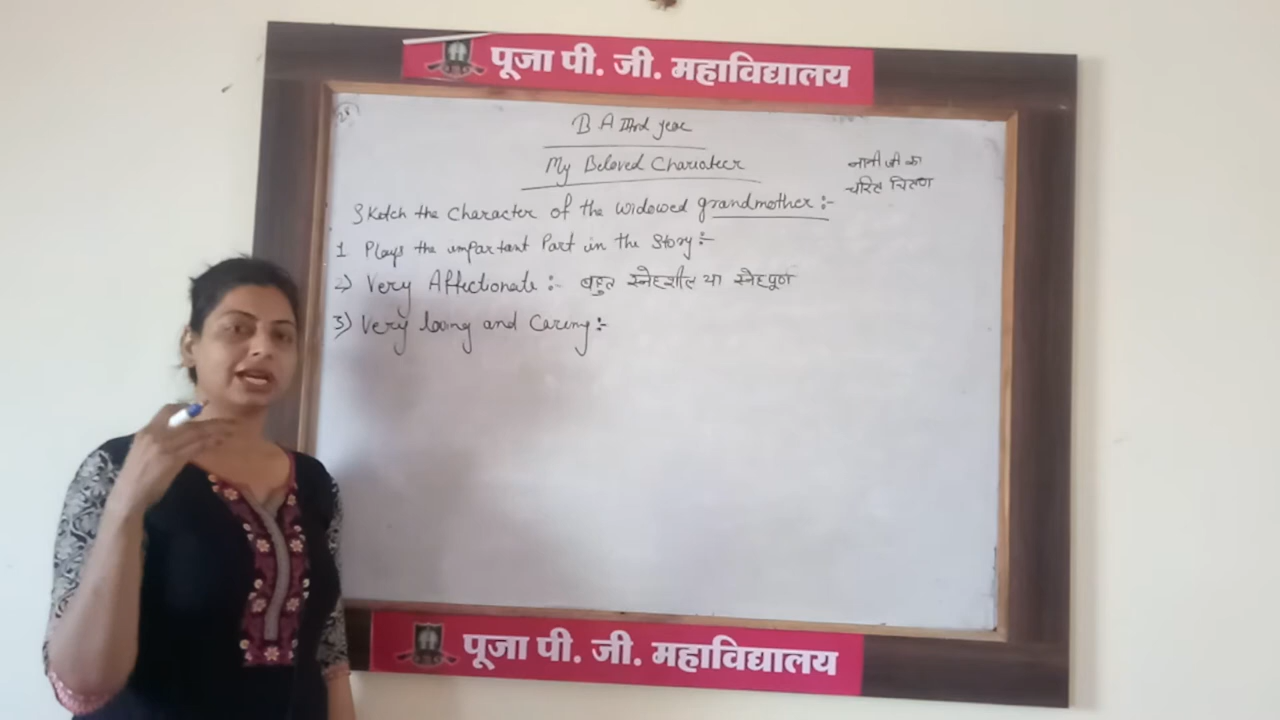 पूजा पी. जी. महाविद्यालय
B A IIIrd year
My Beloved Charioteer
नानी जी का
चरित्र चित्रण
Sketch the Character of the widowed grandmother :-
1 Plays the important Part in the Story :-
2) Very Affectionate :- बहुत स्नेहशील या स्नेहपूर्ण
3) Very loving and Caring :-
पूजा पी. जी. महाविद्यालय